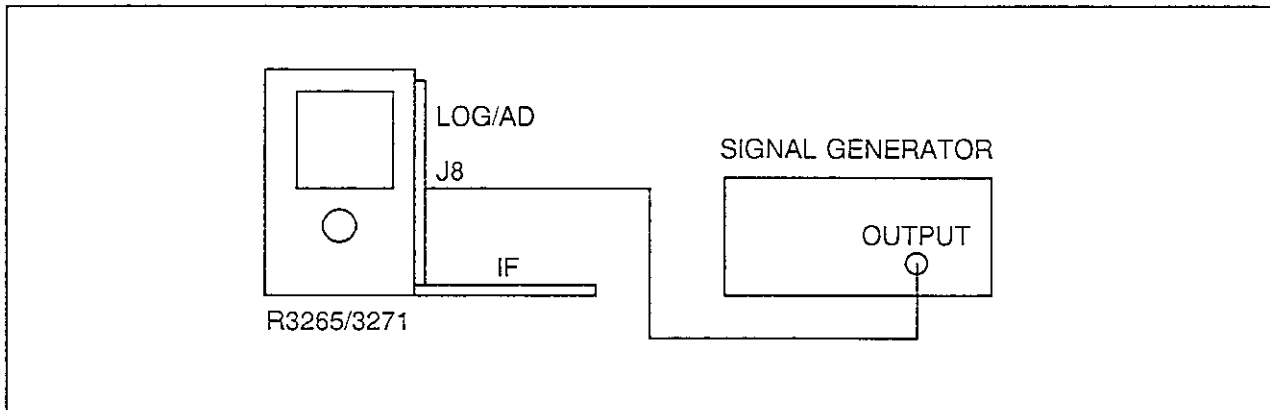 LOG/AD
J8
IF
R3265/3271
SIGNAL GENERATOR
OUTPUT